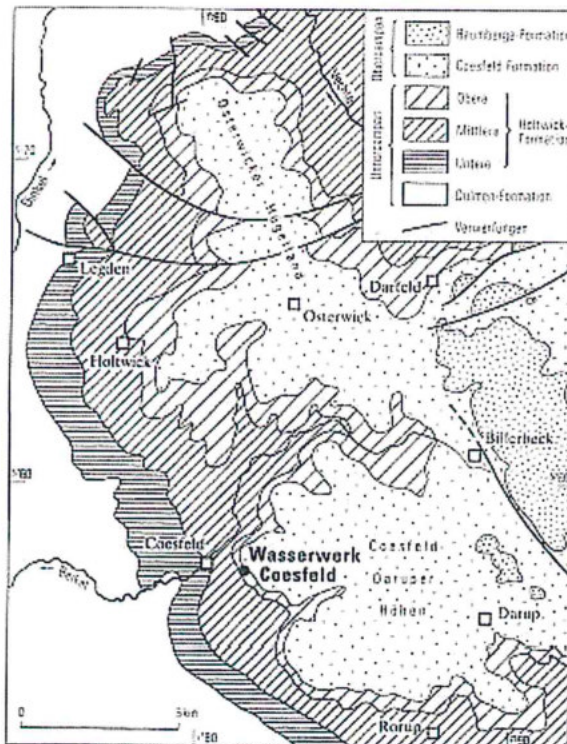 Baumberge-Formation
Coesfeld Formation
Obere
Mittlere
Untere
Holtwick-
Formation
Dülmen-Formation
Verwerfungen
Osterwicker Hügelland
Legden
Darfeld
Osterwick
Holtwick
Billerbeck
Coesfeld
Wasserwerk
Coesfeld
Coesfeld-
Daruper
Höhen
Darup
Berkel
Rorup
0
5km